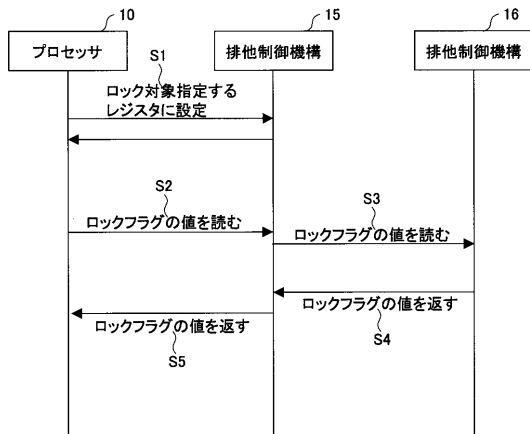 10
15
16
プロセッサ
排他制御機構
排他制御機構
S1
ロック対象指定する
レジスタに設定
S2
ロックフラグの値を読む
S3
ロックフラグの値を読む
ロックフラグの値を返す
S4
ロックフラグの値を返す
S5